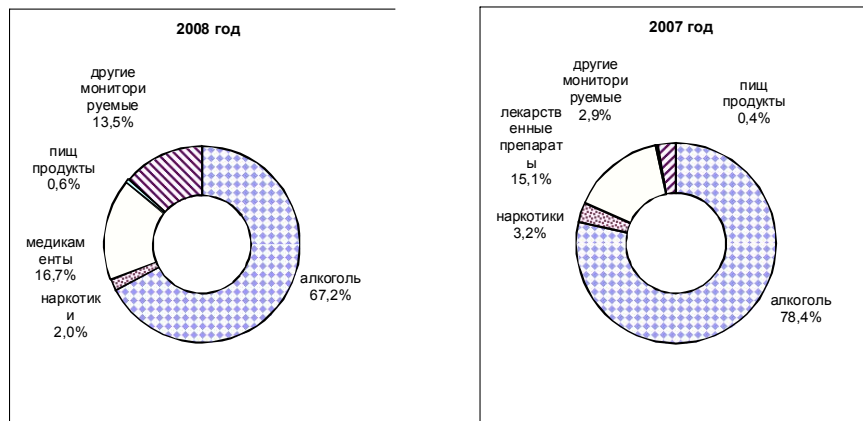 2008 год
другие
монитори
руемые
13,5%
пищ
продукты
0,6%
медикам
енты
16,7%
наркотик
и
2,0%
алкоголь
67,2%
2007 год
другие
монитори
руемые
2,9%
пищ
продукты
0,4%
лекарств
енные
препарат
ы
15,1%
наркотики
3,2%
алкоголь
78,4%